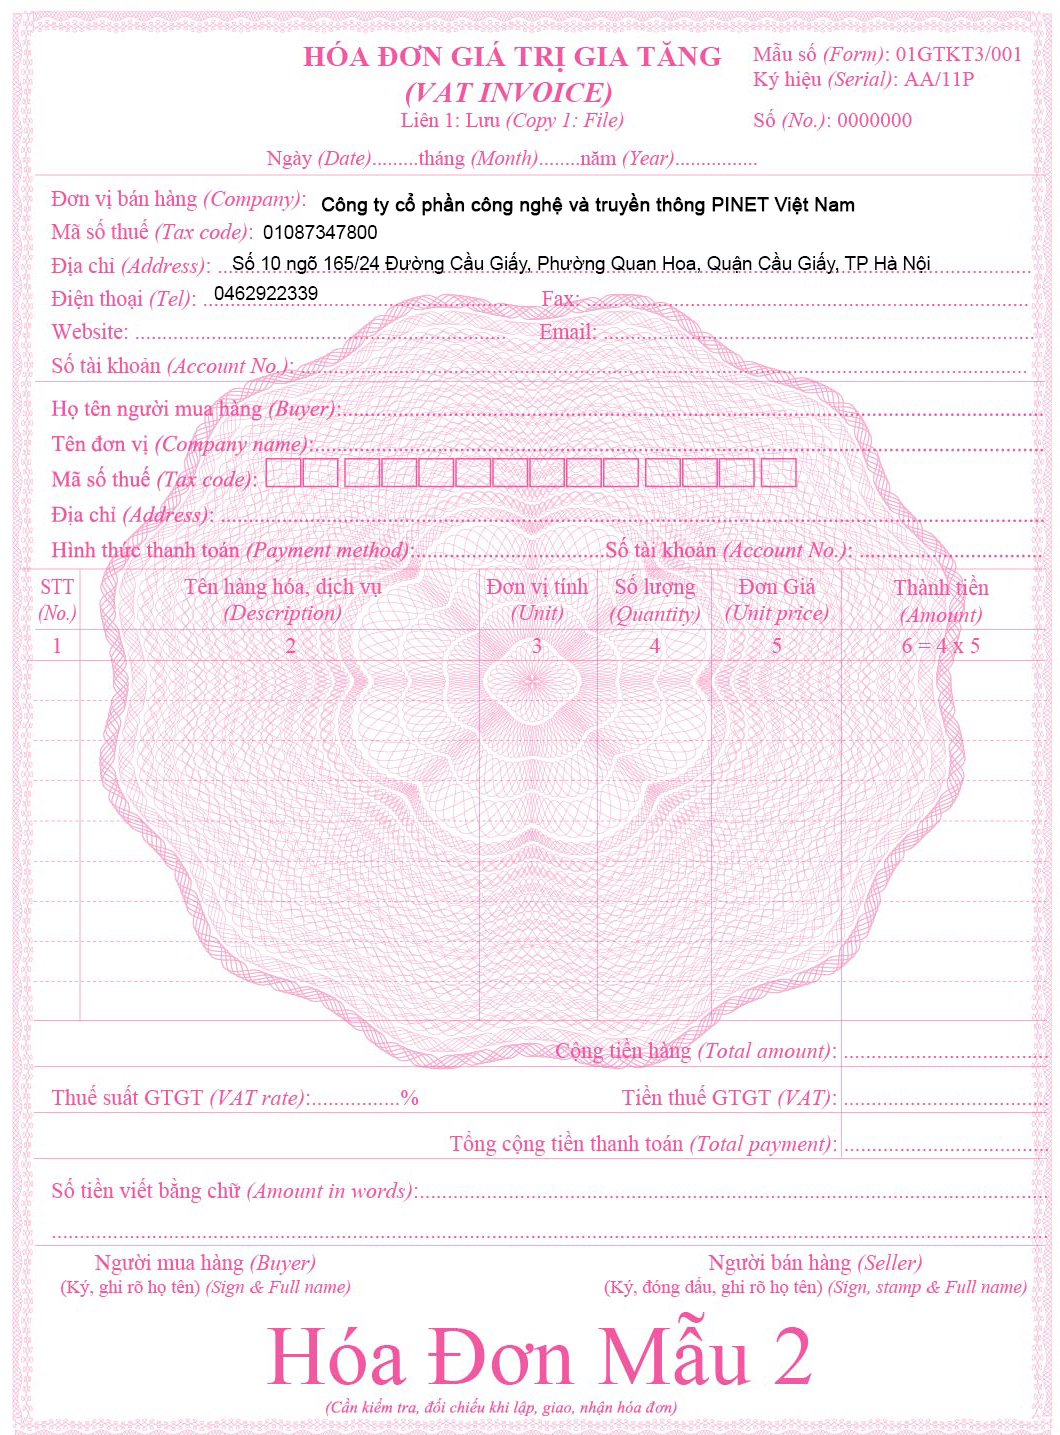 HÓA ĐƠN GIÁ TRỊ GIA TĂNG
(VAT INVOICE)
Liên 1: Lưu (Copy 1: File)
Mẫu số (Form): 01GTKT3/001
Ký hiệu (Serial): AA/11P
Số (No.): 0000000
Ngày (Date).........tháng (Month)........năm (Year)................
Đơn vị bán hàng (Company): Công ty cổ phần công nghệ và truyền thông PINET Việt Nam
Mã số thuế (Tax code): 01087347800
Địa chỉ (Address): Số 10 ngõ 165/24 Đường Cầu Giấy, Phường Quan Hoa, Quận Cầu Giấy, TP Hà Nội
Điện thoại (Tel): 0462922339 Fax:
Website: Email:
Số tài khoản (Account No.):
Họ tên người mua hàng (Buyer):
Tên đơn vị (Company name):
Mã số thuế (Tax code):
Địa chỉ (Address):
Hình thức thanh toán (Payment method): Số tài khoản (Account No.):
STT Tên hàng hóa, dịch vụ Đơn vị tính Số lượng Đơn Giá Thành tiền
(No.) (Description) (Unit) (Quantity) (Unit price) (Amount)
1 2 3 4 5 6 = 4 x 5
Cộng tiền hàng (Total amount):
Thuế suất GTGT (VAT rate):................% Tiền thuế GTGT (VAT):
Tổng cộng tiền thanh toán (Total payment):
Số tiền viết bằng chữ (Amount in words):
Người mua hàng (Buyer) Người bán hàng (Seller)
(Ký, ghi rõ họ tên) (Sign & Full name) (Ký, đóng dấu, ghi rõ họ tên) (Sign, stamp & Full name)
Hóa Đơn Mẫu 2
(Cần kiểm tra, đối chiếu khi lập, giao, nhận hóa đơn)